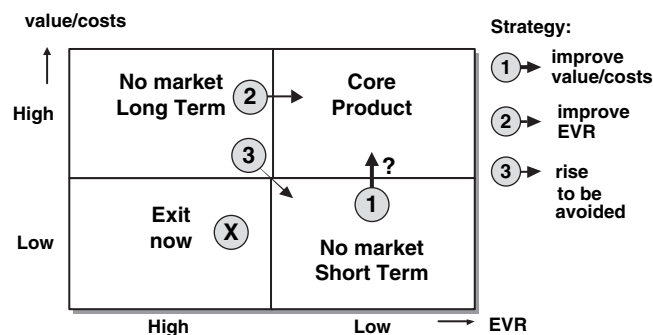 value/costs
Strategy:
No market
Long Term
2
Core
Product
1
improve
value/costs
High
2
improve
EVR
3
?
3
rise
to be
avoided
1
Exit
now
X
Low
No market
Short Term
High
Low
EVR